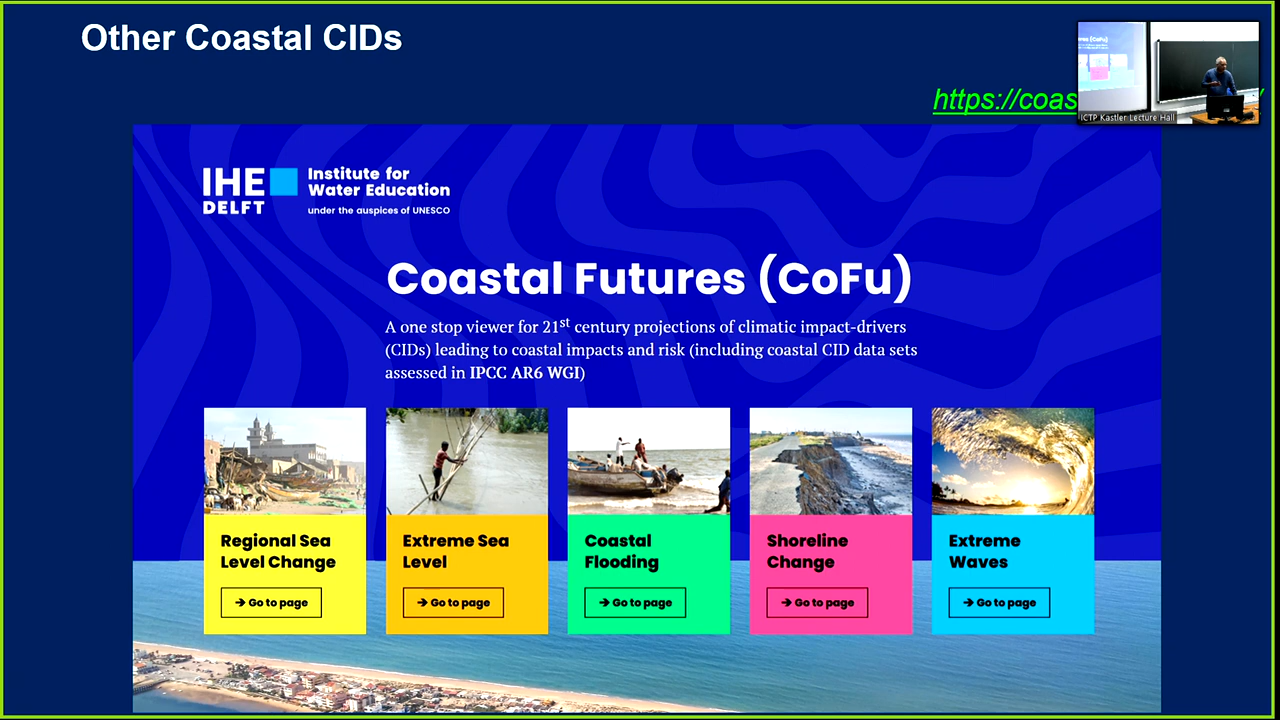 Other Coastal CIDs
https://coas
ICTP Kastler Lecture Hall
IHE
DELFT
Institute for
Water Education
under the auspices of UNESCO
Coastal Futures (CoFu)
A one stop viewer for 21st century projections of climatic impact-drivers
(CIDs) leading to coastal impacts and risk (including coastal CID data sets
assessed in IPCC AR6 WGI)
Regional Sea
Level Change
➔ Go to page
Extreme Sea
Level
➔ Go to page
Coastal
Flooding
➔ Go to page
Shoreline
Change
➔ Go to page
Extreme
Waves
➔ Go to page